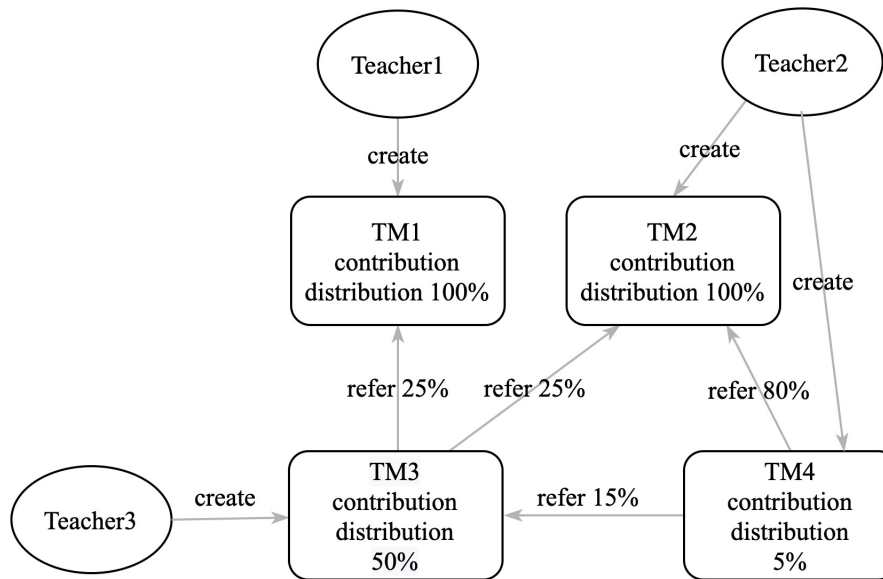 Teacher1
Teacher2
create
create
TM1
contribution
distribution 100%
TM2
contribution
distribution 100%
create
refer 25%
refer 25%
refer 80%
Teacher3
create
TM3
contribution
distribution
50%
refer 15%
TM4
contribution
distribution
5%